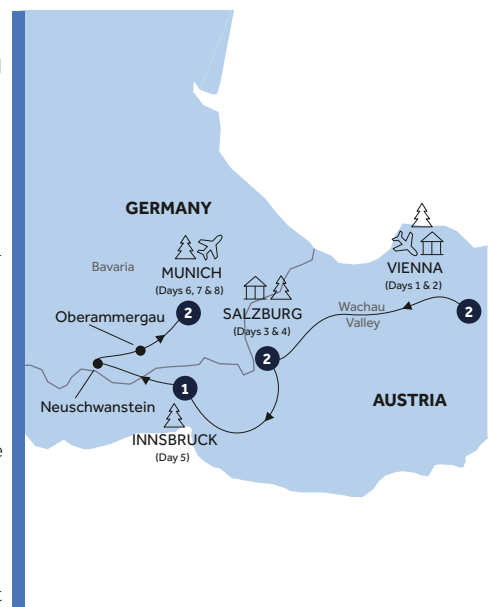 GERMANY
Bavaria
MUNICH
(Days 6, 7 & 8)
2
Oberammergau
Neuschwanstein
1
INNSBRUCK
(Day 5)
SALZBURG
(Days 3 & 4)
2
Wachau
Valley
VIENNA
(Days 1 & 2)
2
AUSTRIA